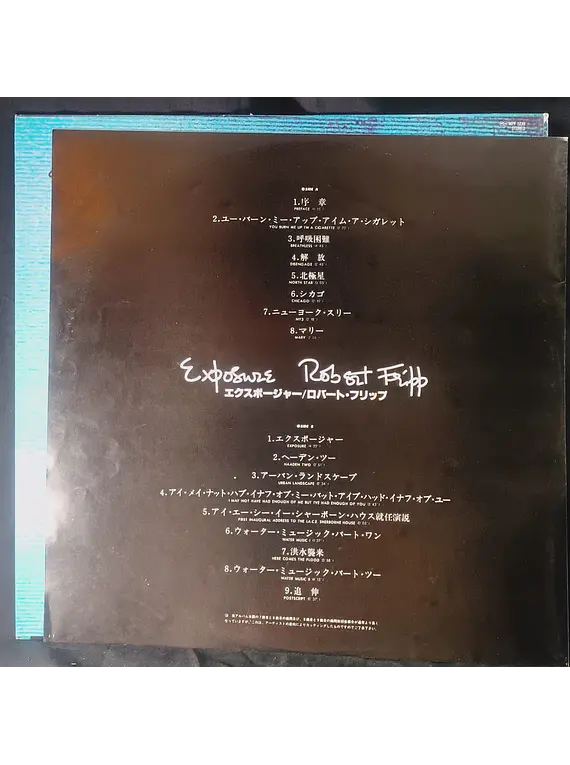 SIDE A
1.序 章
PREFACE
2.ユー・バーン・ミー・アップ・アイム・ア・シガレット
YOU BURN ME UP I'M A CIGARETTE
3.呼吸困難
BREATHLESS
4.解 放
DISENGAGE
5.北極星
NORTH STAR
6.シカゴ
CHICAGO
7.ニューヨーク・スリー
NY3
8.マリー
MARY
Exposure Robert Fripp
エクスポージャー/ロバート・フリップ
SIDE B
1.エクスポージャー
EXPOSURE
2.ヘーデン・ツー
HAADEN TWO
3.アーバン・ランドスケープ
URBAN LANDSCAPE
4.アイ・メイ・ナット・ハブ・イナフ・オブ・ミー・バット・アイブ・ハッド・イナフ・オブ・ユー
I MAY NOT HAVE HAD ENOUGH OF ME BUT I'VE HAD ENOUGH OF YOU
5.アイ・エー・シー・イー・シャーボーン・ハウス就任演説
FIRST INAUGURAL ADDRESS TO THE I.A.C.E. SHERBORNE HOUSE
6.ウォーター・ミュージック・パート・ワン
WATER MUSIC I
7.洪水襲来
HERE COMES THE FLOOD
8.ウォーター・ミュージック・パート・ツー
WATER MUSIC II
9.追 伸
POSTSCRIPT